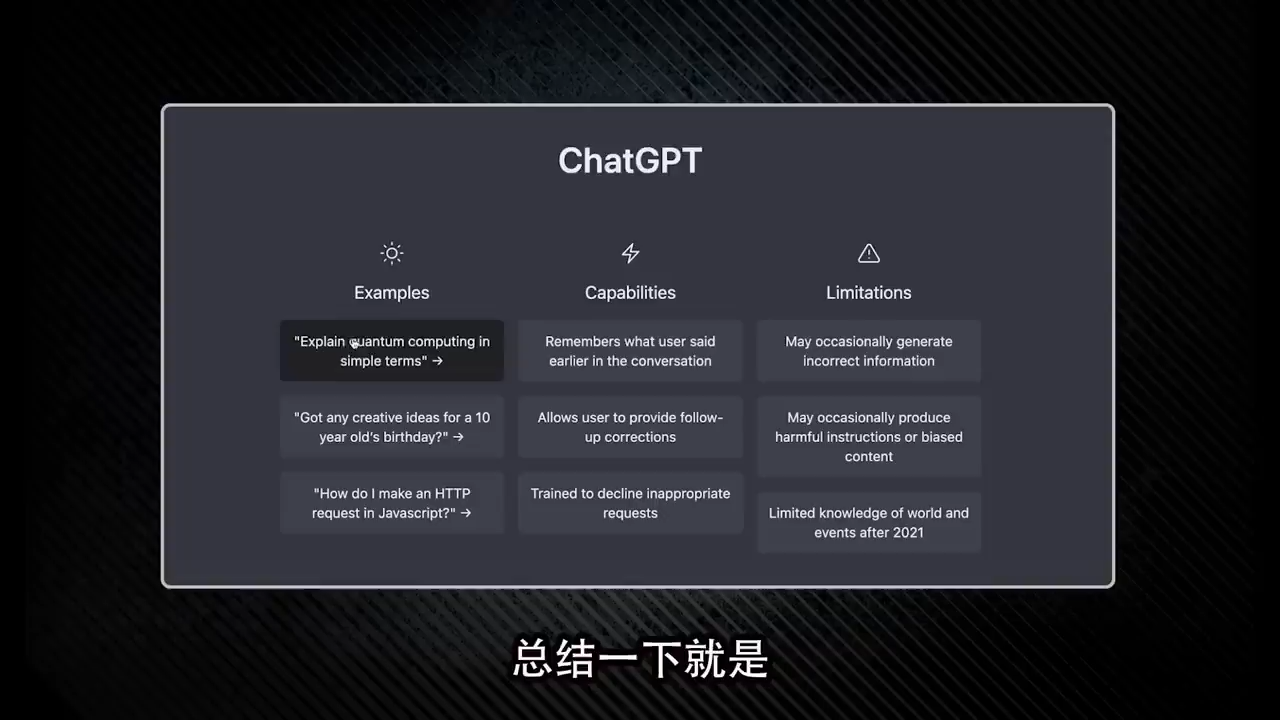 ChatGPT
Examples
"Explain quantum computing in
simple terms" →
"Got any creative ideas for a 10
year old's birthday?" →
"How do I make an HTTP
request in Javascript?" →
Capabilities
Remembers what user said
earlier in the conversation
Allows user to provide follow-
up corrections
Trained to decline inappropriate
requests
Limitations
May occasionally generate
incorrect information
May occasionally produce
harmful instructions or biased
content
Limited knowledge of world and
events after 2021
总结一下就是